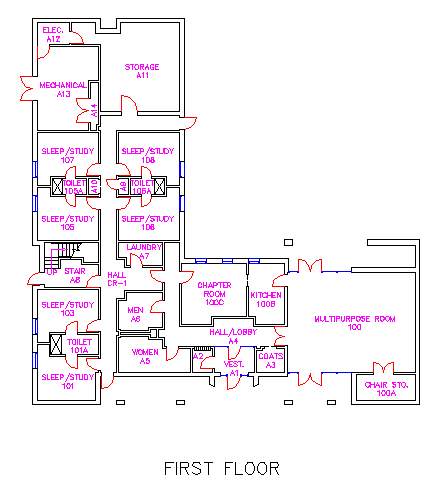 ELEC.
A12
STORAGE
A11
MECHANICAL
A13
A14
SLEEP/STUDY
107
SLEEP/STUDY
108
TOILET
105A
A10
A9
TOILET
106A
SLEEP/STUDY
105
SLEEP/STUDY
106
UP
STAIR
A8
LAUNDRY
A7
HALL
CR-1
CHAPTER
ROOM
100C
KITCHEN
100B
SLEEP/STUDY
103
MEN
A6
MULTIPURPOSE ROOM
100
HALL/LOBBY
A4
TOILET
101A
WOMEN
A5
A2
VEST.
A1
COATS
A3
SLEEP/STUDY
101
CHAIR STO.
100A
FIRST FLOOR